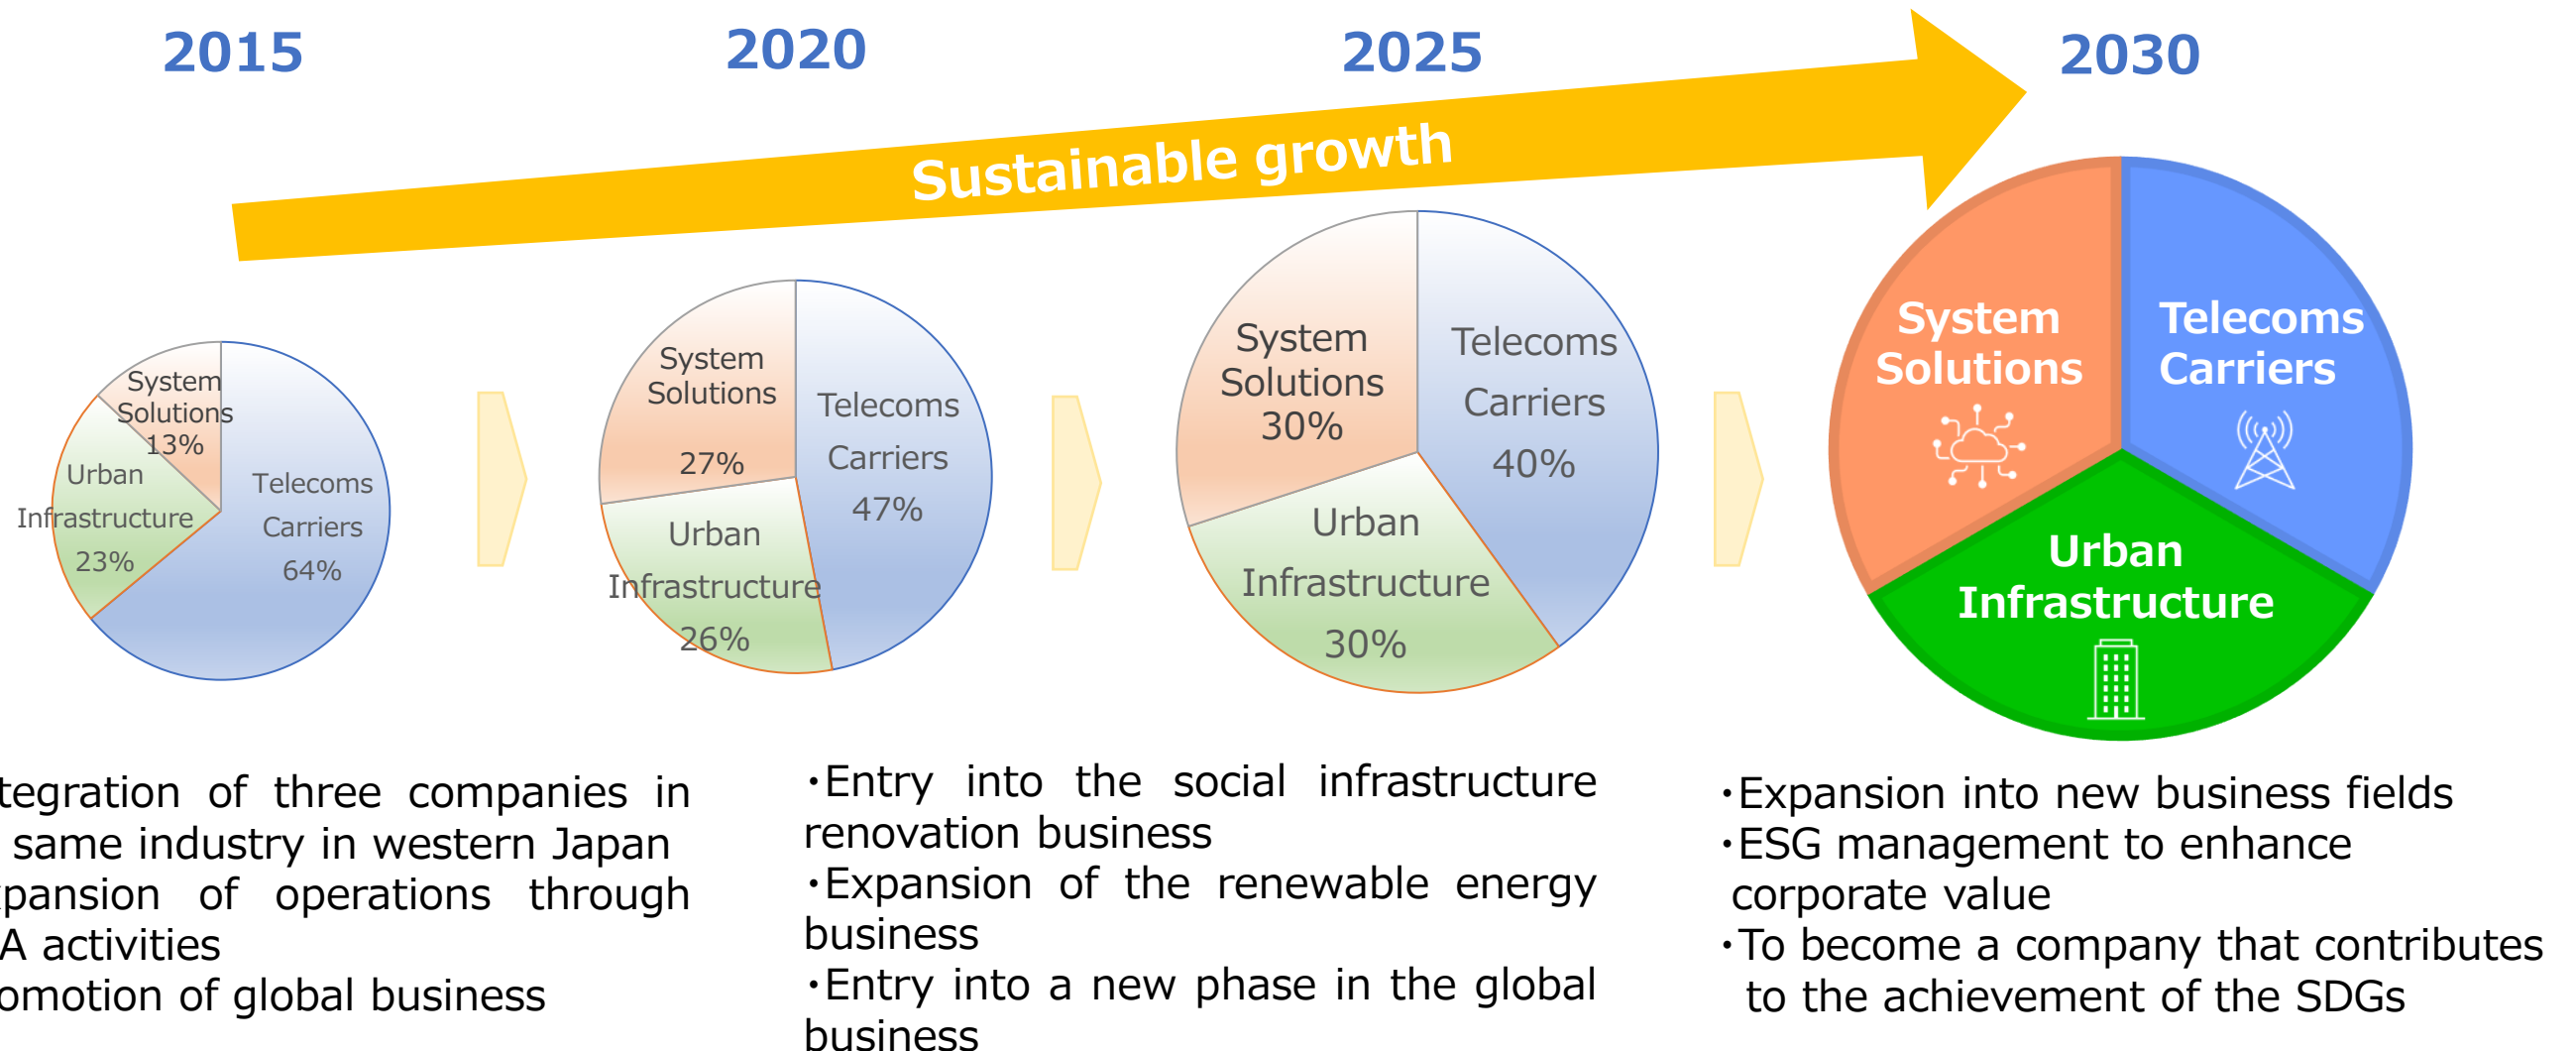 2015
2020
2025
2030
Sustainable growth
System
Solutions
13%
Urban
Infrastructure
23%
Telecoms
Carriers
64%
System
Solutions
27%
Telecoms
Carriers
47%
Urban
Infrastructure
26%
System
Solutions
30%
Telecoms
Carriers
40%
Urban
Infrastructure
30%
System
Solutions
Telecoms
Carriers
Urban
Infrastructure
of three companies in
same industry in western Japan
of operations through
activities
of global business
・Entry into the social infrastructure
renovation business
・Expansion of the renewable energy
business
・Entry into a new phase in the global
business
・Expansion into new business fields
・ESG management to enhance
corporate value
・To become a company that contributes
to the achievement of the SDGs